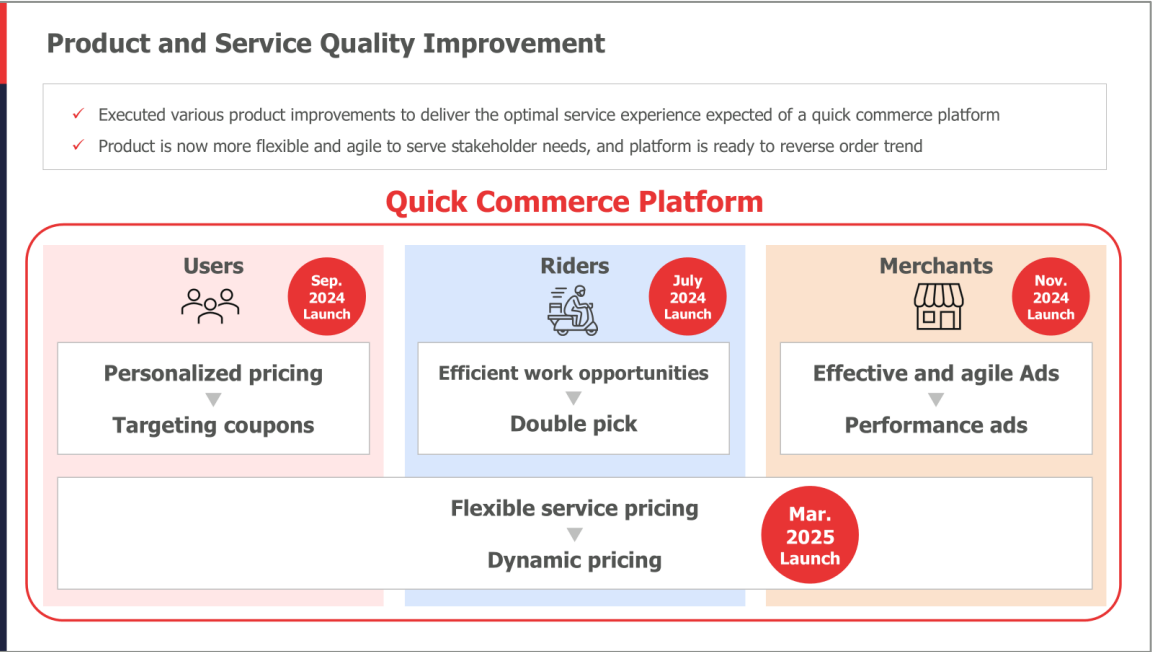 Product and Service Quality Improvement
✓ Executed various product improvements to deliver the optimal service experience expected of a quick commerce platform
✓ Product is now more flexible and agile to serve stakeholder needs, and platform is ready to reverse order trend
Quick Commerce Platform
Users
Sep.
2024
Launch
Personalized pricing
Targeting coupons
Riders
July
2024
Launch
Efficient work opportunities
Double pick
Merchants
Nov.
2024
Launch
Effective and agile Ads
Performance ads
Flexible service pricing
Dynamic pricing
Mar.
2025
Launch